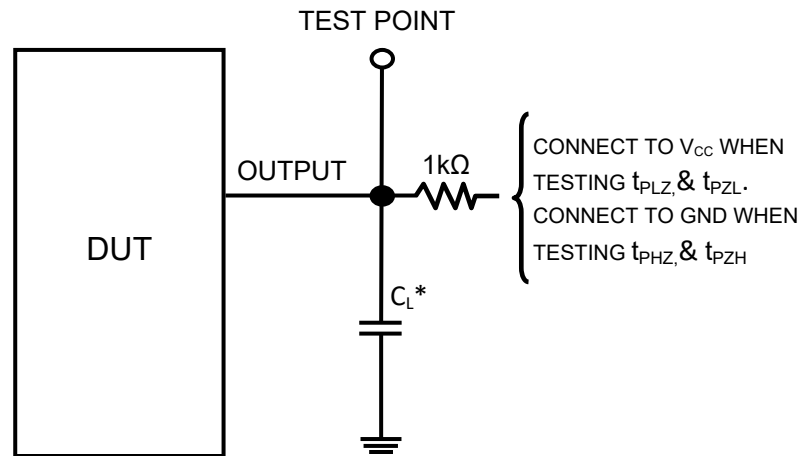 TEST POINT
OUTPUT
1kΩ
DUT
CONNECT TO VCC WHEN
TESTING tPLZ,& tPZL.
CONNECT TO GND WHEN
TESTING tPHZ,& tPZH
CL*